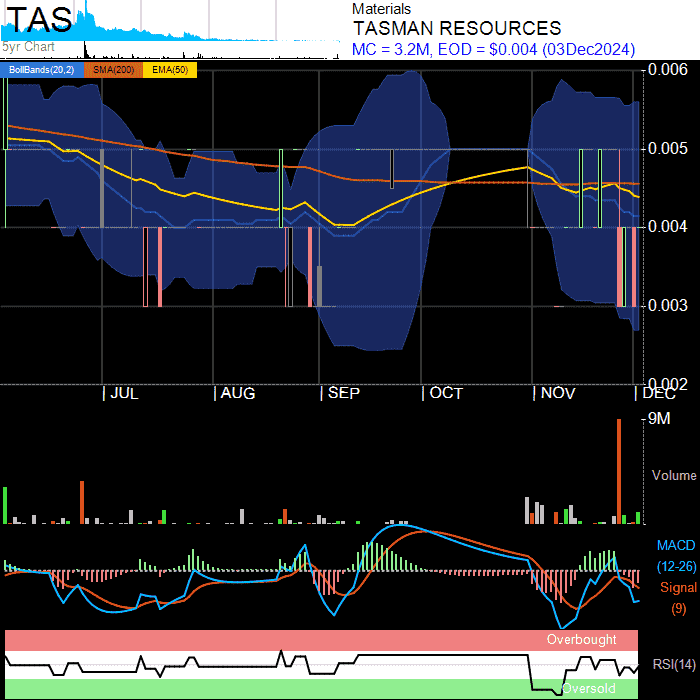 TAS
5yr Chart
Materials
TASMAN RESOURCES
MC = 3.2M, EOD = $0.004 (03Dec2024)
BollBands(20,2) SMA(200) EMA(50)
0.006
0.005
0.004
0.003
0.002
JUL AUG SEP OCT NOV DEC
9M
Volume
MACD
(12-26)
Signal
(9)
Overbought
RSI(14)
Oversold